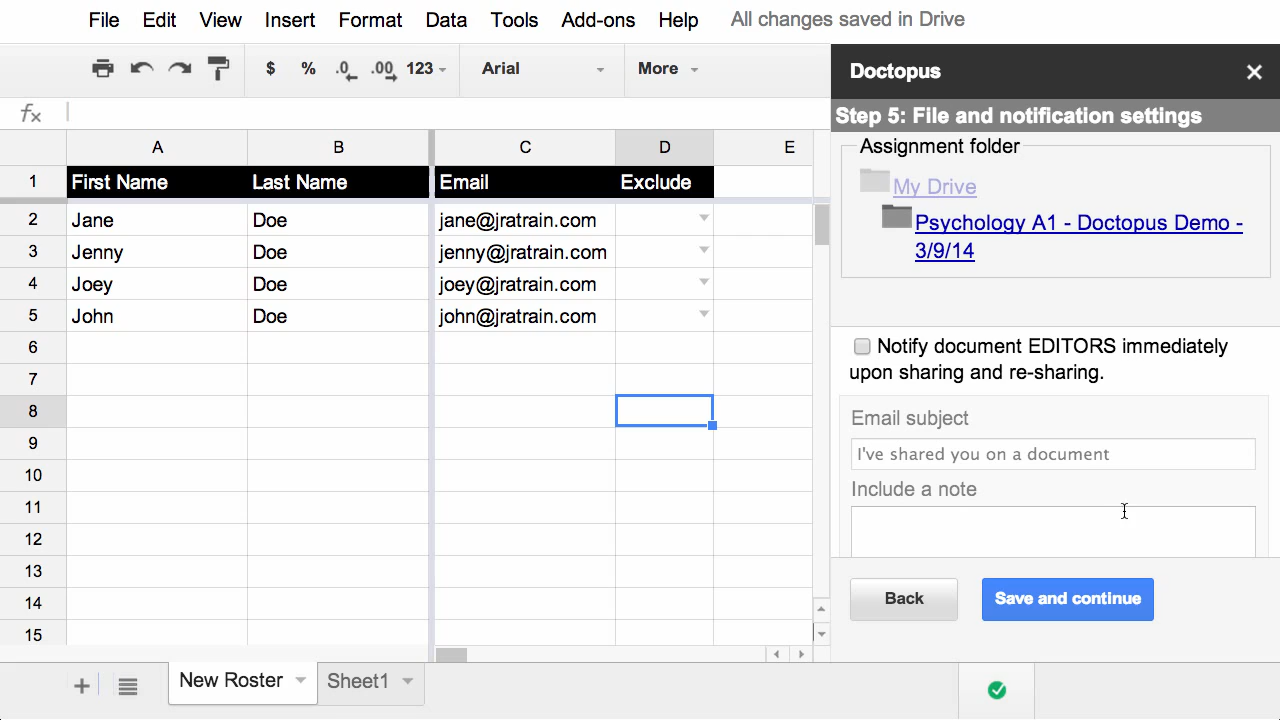 File Edit View Insert Format Data Tools Add-ons Help All changes saved in Drive
$ % .0 .00 123 Arial More
Doctopus
fx
Step 5: File and notification settings
Assignment folder
My Drive
Psychology A1 - Doctopus Demo -
3/9/14
A B C D E
1 First Name Last Name Email Exclude
2 Jane Doe jane@jratrain.com
3 Jenny Doe jenny@jratrain.com
4 Joey Doe joey@jratrain.com
5 John Doe john@jratrain.com
6
7
8
9
10
11
12
13
14
15
Notify document EDITORS immediately
upon sharing and re-sharing.
Email subject
I've shared you on a document
Include a note
Back Save and continue
New Roster Sheet1